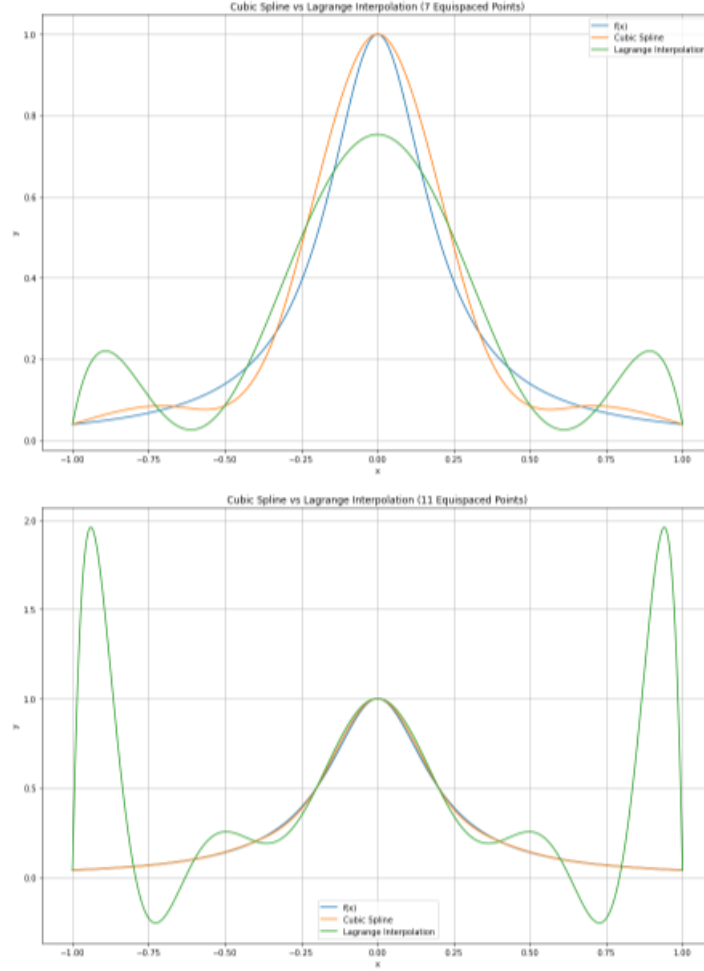 Cubic Spline vs Lagrange Interpolation (7 Equispaced Points)
f(x)
Cubic Spline
Lagrange Interpolation
1.0
0.8
0.6
0.4
0.2
0.0
y
−1.00 −0.75 −0.50 −0.25 0.00 0.25 0.50 0.75 1.00
x
Cubic Spline vs Lagrange Interpolation (11 Equispaced Points)
2.0
1.5
1.0
0.5
0.0
y
f(x)
Cubic Spline
Lagrange Interpolation
−1.00 −0.75 −0.50 −0.25 0.00 0.25 0.50 0.75 1.00
x